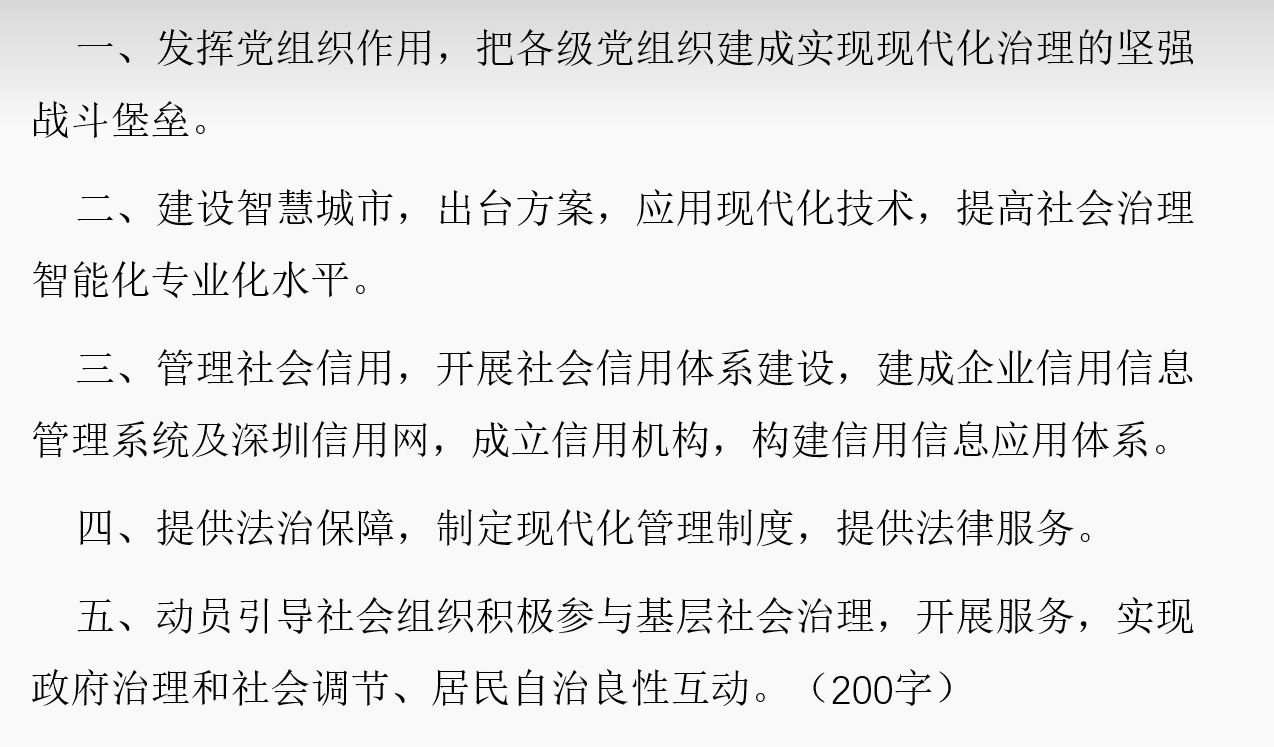 一、发挥党组织作用，把各级党组织建成实现现代化治理的坚强
战斗堡垒。
二、建设智慧城市，出台方案，应用现代化技术，提高社会治理
智能化专业化水平。
三、管理社会信用，开展社会信用体系建设，建成企业信用信息
管理系统及深圳信用网，成立信用机构，构建信用信息应用体系。
四、提供法治保障，制定现代化管理制度，提供法律服务。
五、动员引导社会组织积极参与基层社会治理，开展服务，实现
政府治理和社会调节、居民自治良性互动。（200字）